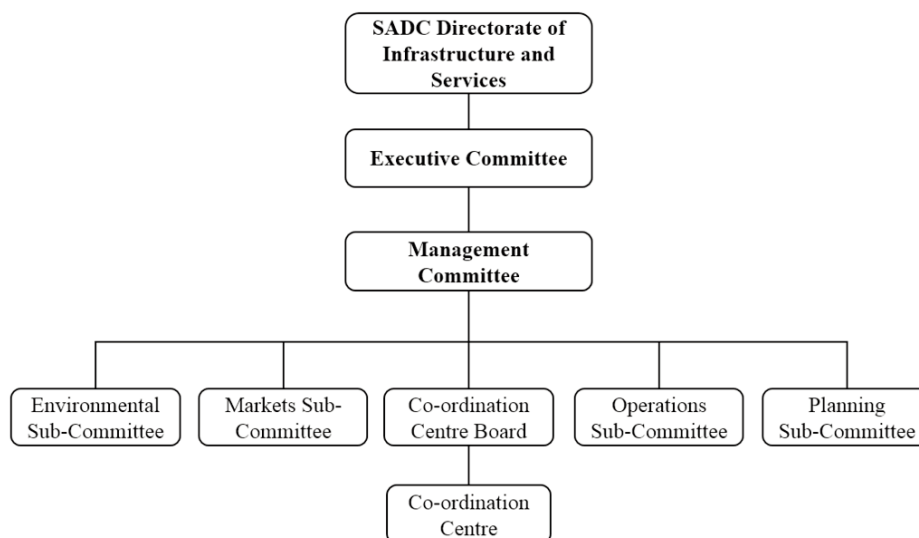 SADC Directorate of
Infrastructure and
Services
Executive Committee
Management
Committee
Environmental
Sub-Committee
Markets Sub-
Committee
Co-ordination
Centre Board
Operations
Sub-Committee
Planning
Sub-Committee
Co-ordination
Centre